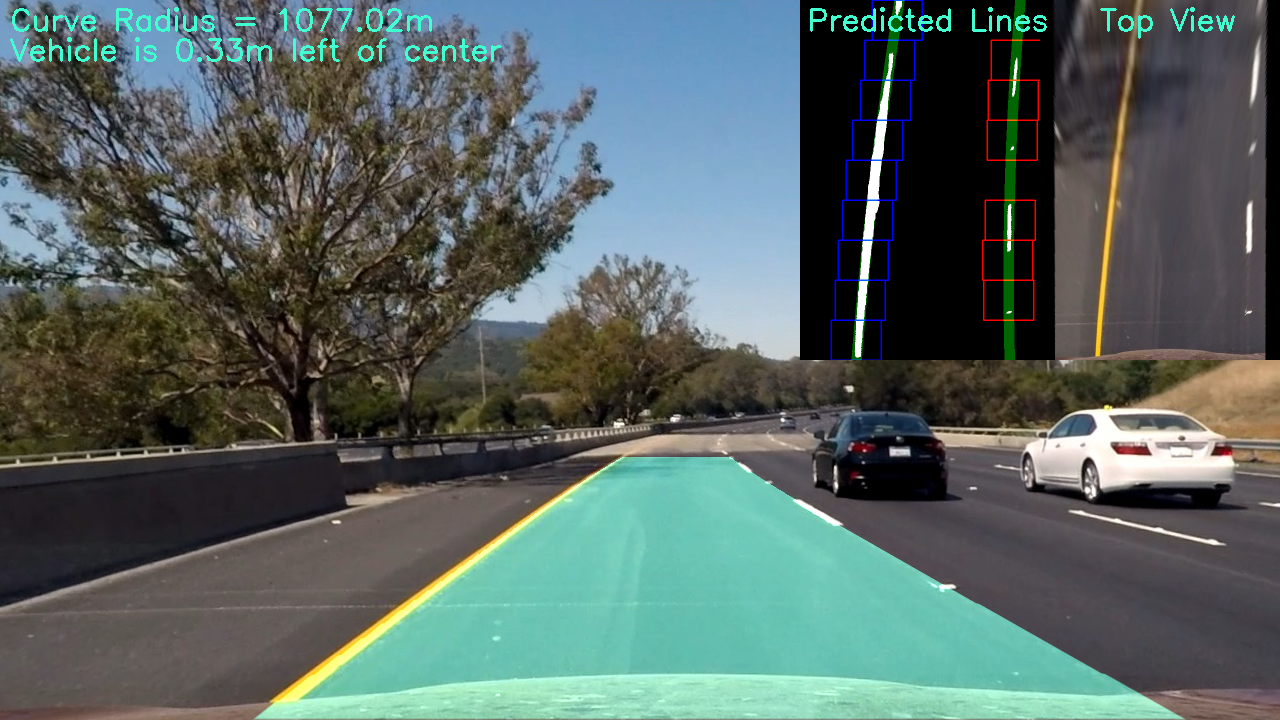 Curve Radius = 1077.02m
Vehicle is 0.33m left of center
Predicted Lines
Top View